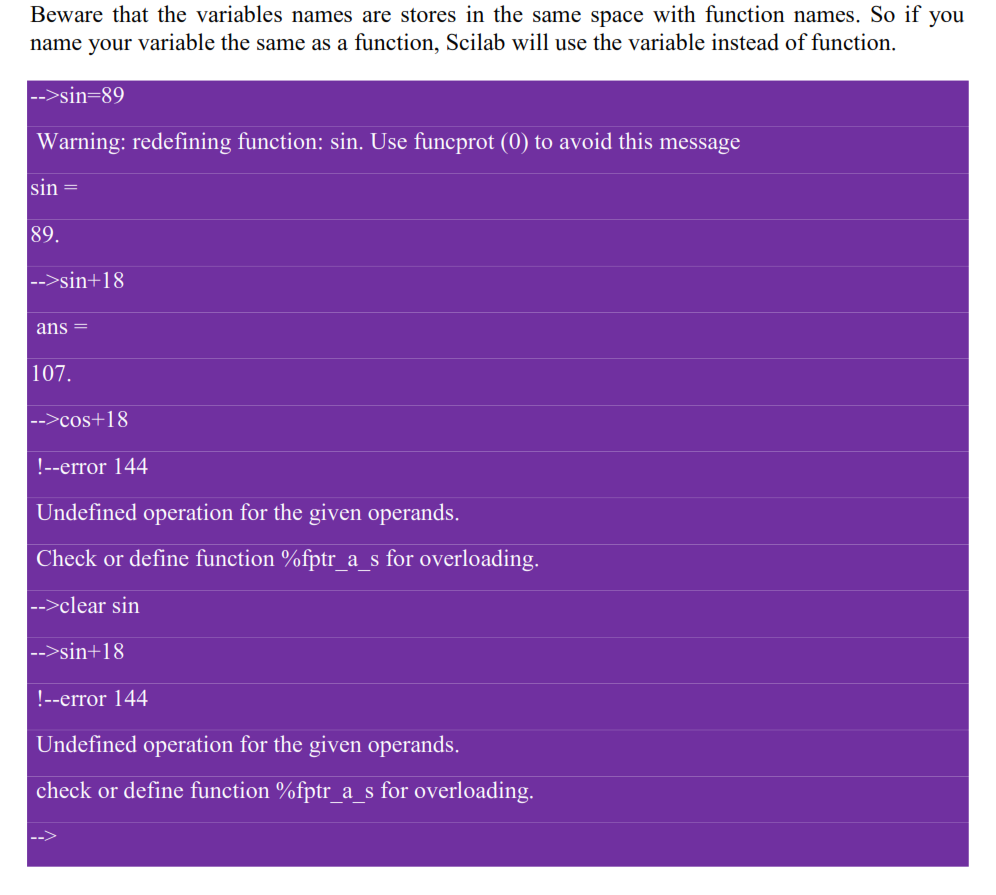 Beware that the variables names are stores in the same space with function names. So if you
name your variable the same as a function, Scilab will use the variable instead of function.
-->sin=89
Warning: redefining function: sin. Use funcprot (0) to avoid this message
sin =
89.
-->sin+18
ans =
107.
-->cos+18
!--error 144
Undefined operation for the given operands.
Check or define function %fptr_a_s for overloading.
-->clear sin
-->sin+18
!--error 144
Undefined operation for the given operands.
check or define function %fptr_a_s for overloading.
-->